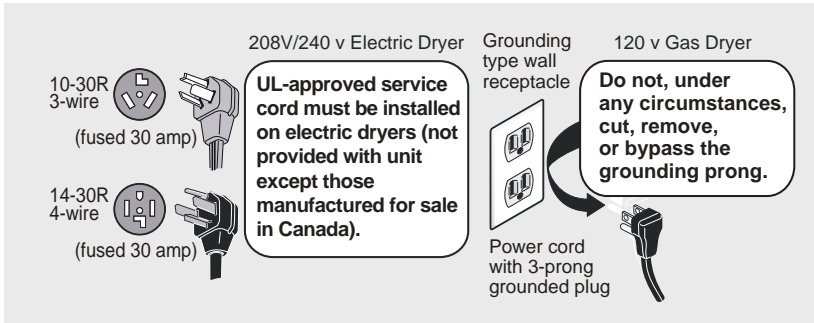 208V/240 v Electric Dryer
10-30R
3-wire
(fused 30 amp)
14-30R
4-wire
(fused 30 amp)
UL-approved service
cord must be installed
on electric dryers (not
provided with unit
except those
manufactured for sale
in Canada).
Grounding
type wall
receptacle
Power cord
with 3-prong
grounded plug
120 v Gas Dryer
Do not, under
any circumstances,
cut, remove,
or bypass the
grounding prong.